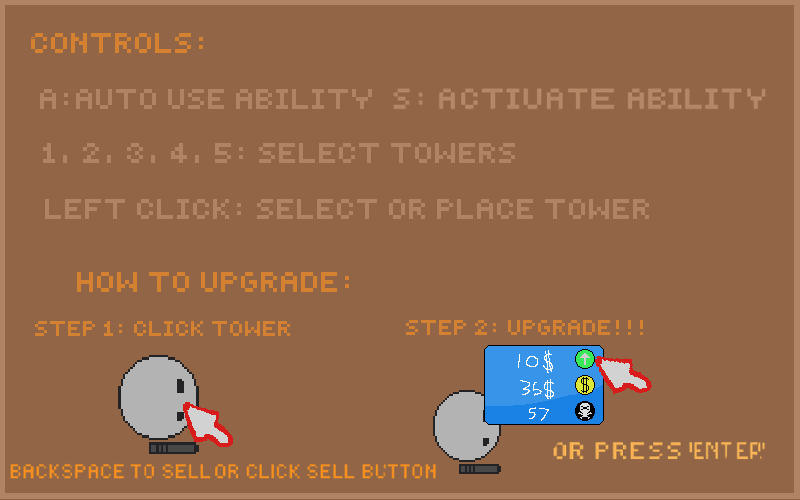 CONTROLS:
A:AUTO USE ABILITY S: ACTIVATE ABILITY
1. 2. 3. 4. 5: SELECT TOWERS
LEFT CLICK: SELECT OR PLACE TOWER
HOW TO UPGRADE:
STEP 1: CLICK TOWER
STEP 2: UPGRADE!!!
10$
35$
$
57
OR PRESS 'ENTER'
BACKSPACE TO SELL OR CLICK SELL BUTTON